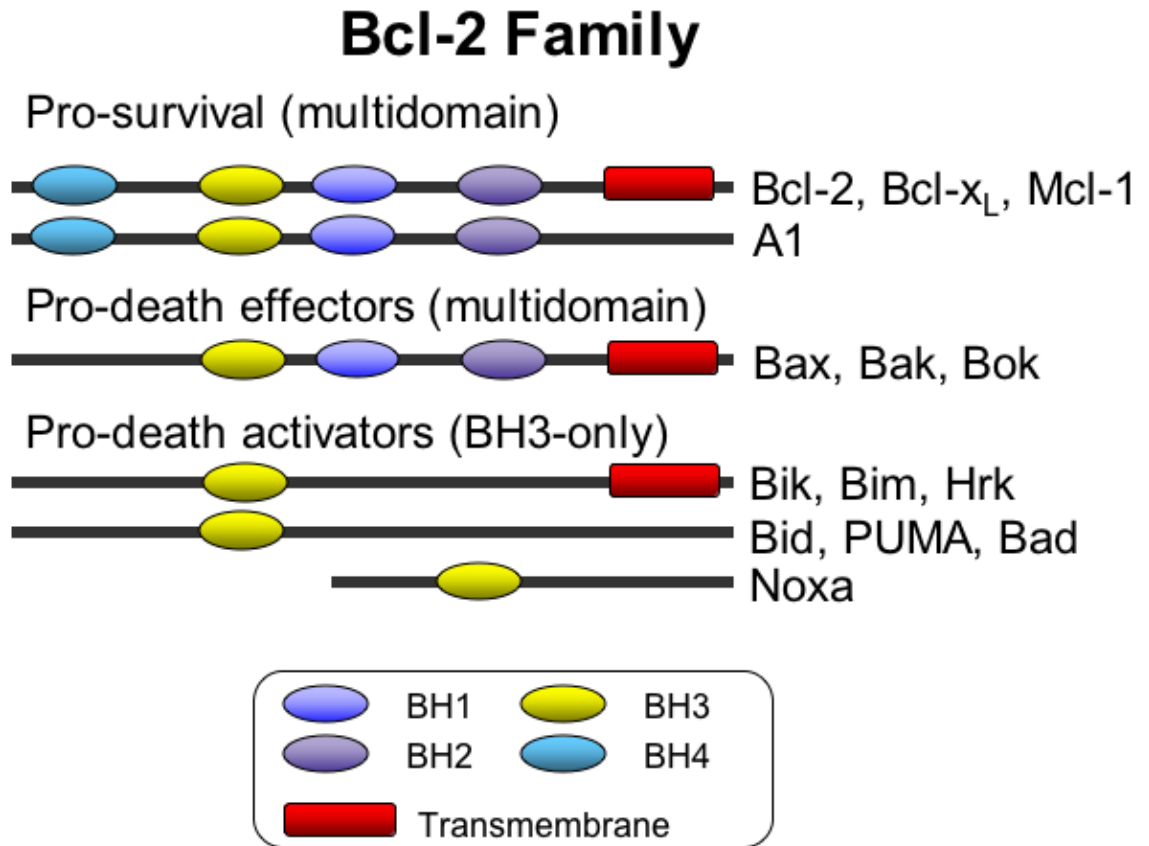 Bcl-2 Family
Pro-survival (multidomain)
Bcl-2, Bcl-xL, Mcl-1
A1
Pro-death effectors (multidomain)
Bax, Bak, Bok
Pro-death activators (BH3-only)
Bik, Bim, Hrk
Bid, PUMA, Bad
Noxa
BH1 BH3
BH2 BH4
Transmembrane